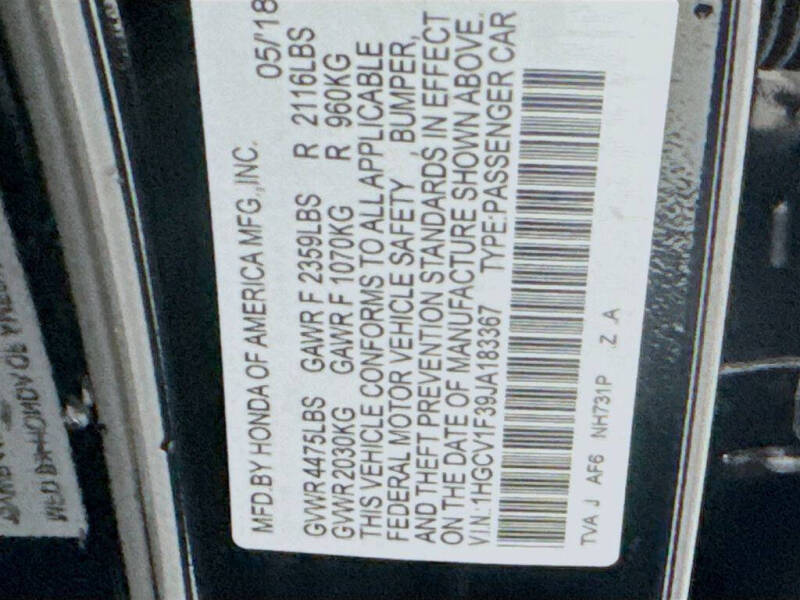 MFD.BY HONDA OF AMERICA MFG.,INC. 05/'18
GVWR 4475LBS GAWR F 2359LBS R 2116LBS
GVWR 2030KG GAWR F 1070KG R 960KG
THIS VEHICLE CONFORMS TO ALL APPLICABLE
FEDERAL MOTOR VEHICLE SAFETY , BUMPER,
AND THEFT PREVENTION STANDARDS IN EFFECT
ON THE DATE OF MANUFACTURE SHOWN ABOVE.
V.I.N.:1HGCV1F39JA183367 TYPE:PASSENGER CAR
TVA J AF6 NH731P Z A